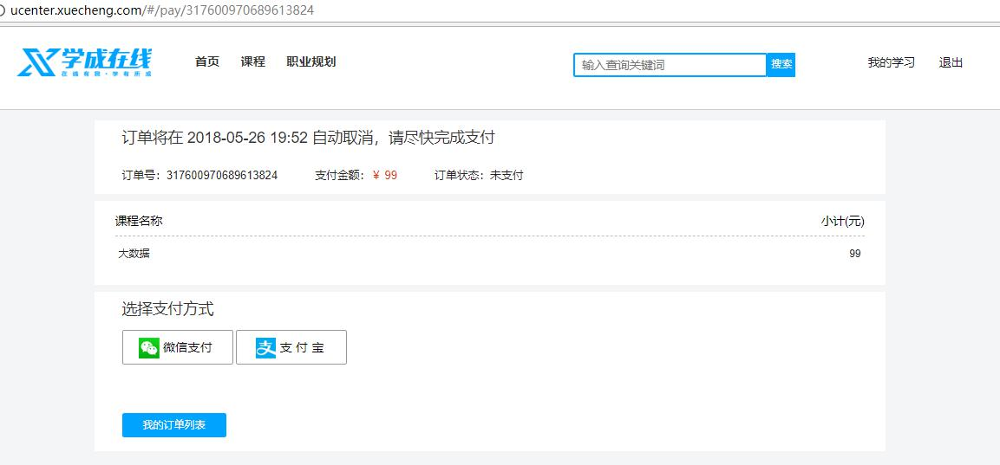 ucenter.xuecheng.com/#/pay/317600970689613824
学成在线 首页 课程 职业规划 输入查询关键词 搜索 我的学习 退出
在线有我·学有所成
订单将在 2018-05-26 19:52 自动取消，请尽快完成支付
订单号：317600970689613824 支付金额：￥ 99 订单状态：未支付
课程名称 小计(元)
大数据 99
选择支付方式
微信支付 支 支 付 宝
我的订单列表